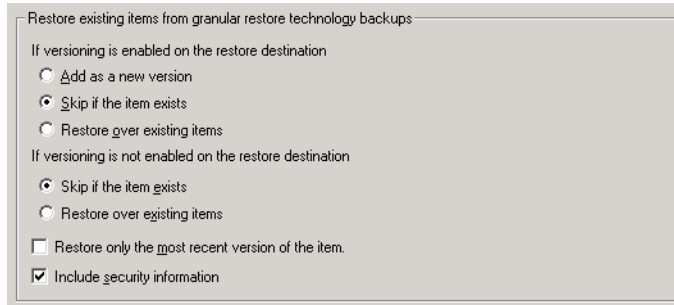 Restore existing items from granular restore technology backups
If versioning is enabled on the restore destination
Add as a new version
Skip if the item exists
Restore over existing items
If versioning is not enabled on the restore destination
Skip if the item exists
Restore over existing items
Restore only the most recent version of the item.
Include security information